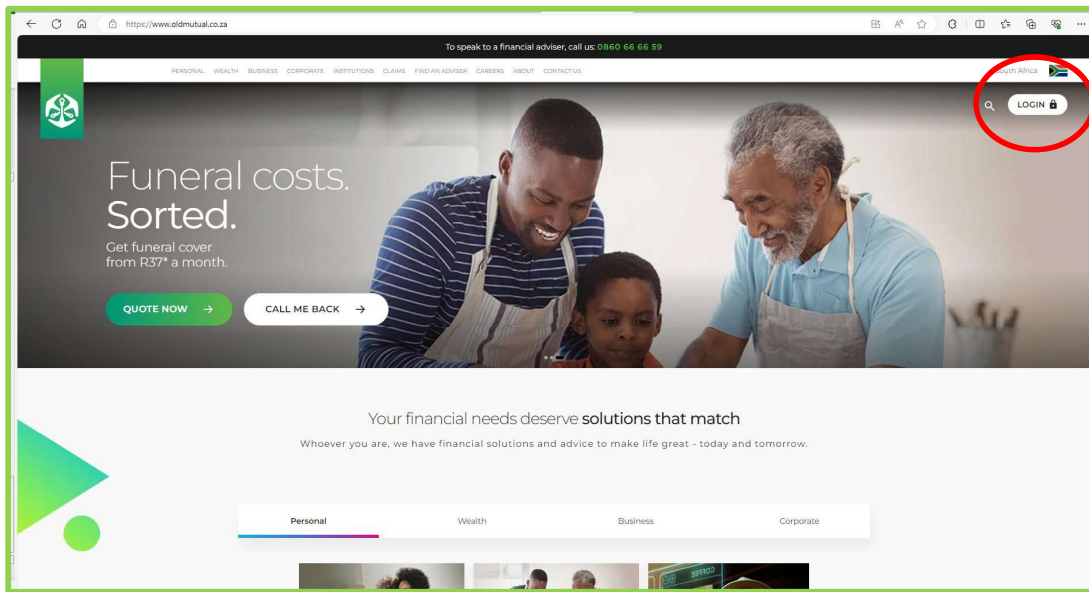 https://www.oldmutual.co.za
To speak to a financial adviser, call us: 0860 66 66 59
PERSONAL WEALTH BUSINESS CORPORATE INSTITUTIONS CLAIMS FIND AN ADVISER CAREERS ABOUT CONTACT US
South Africa
LOGIN
Funeral costs.
Sorted.
Get funeral cover
from R37* a month.
QUOTE NOW →
CALL ME BACK →
Your financial needs deserve solutions that match
Whoever you are, we have financial solutions and advice to make life great - today and tomorrow.
Personal Wealth Business Corporate
COFFEE